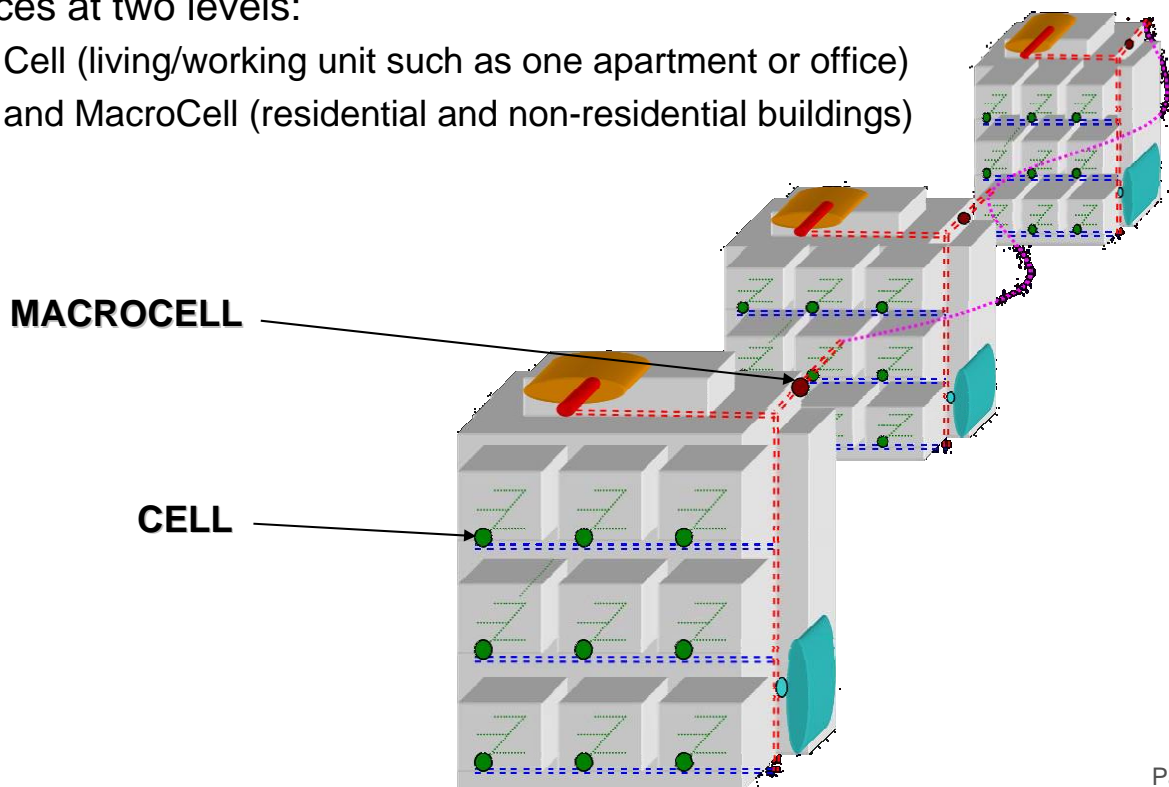 ces at two levels:
Cell (living/working unit such as one apartment or office)
and MacroCell (residential and non-residential buildings)
MACROCELL
CELL